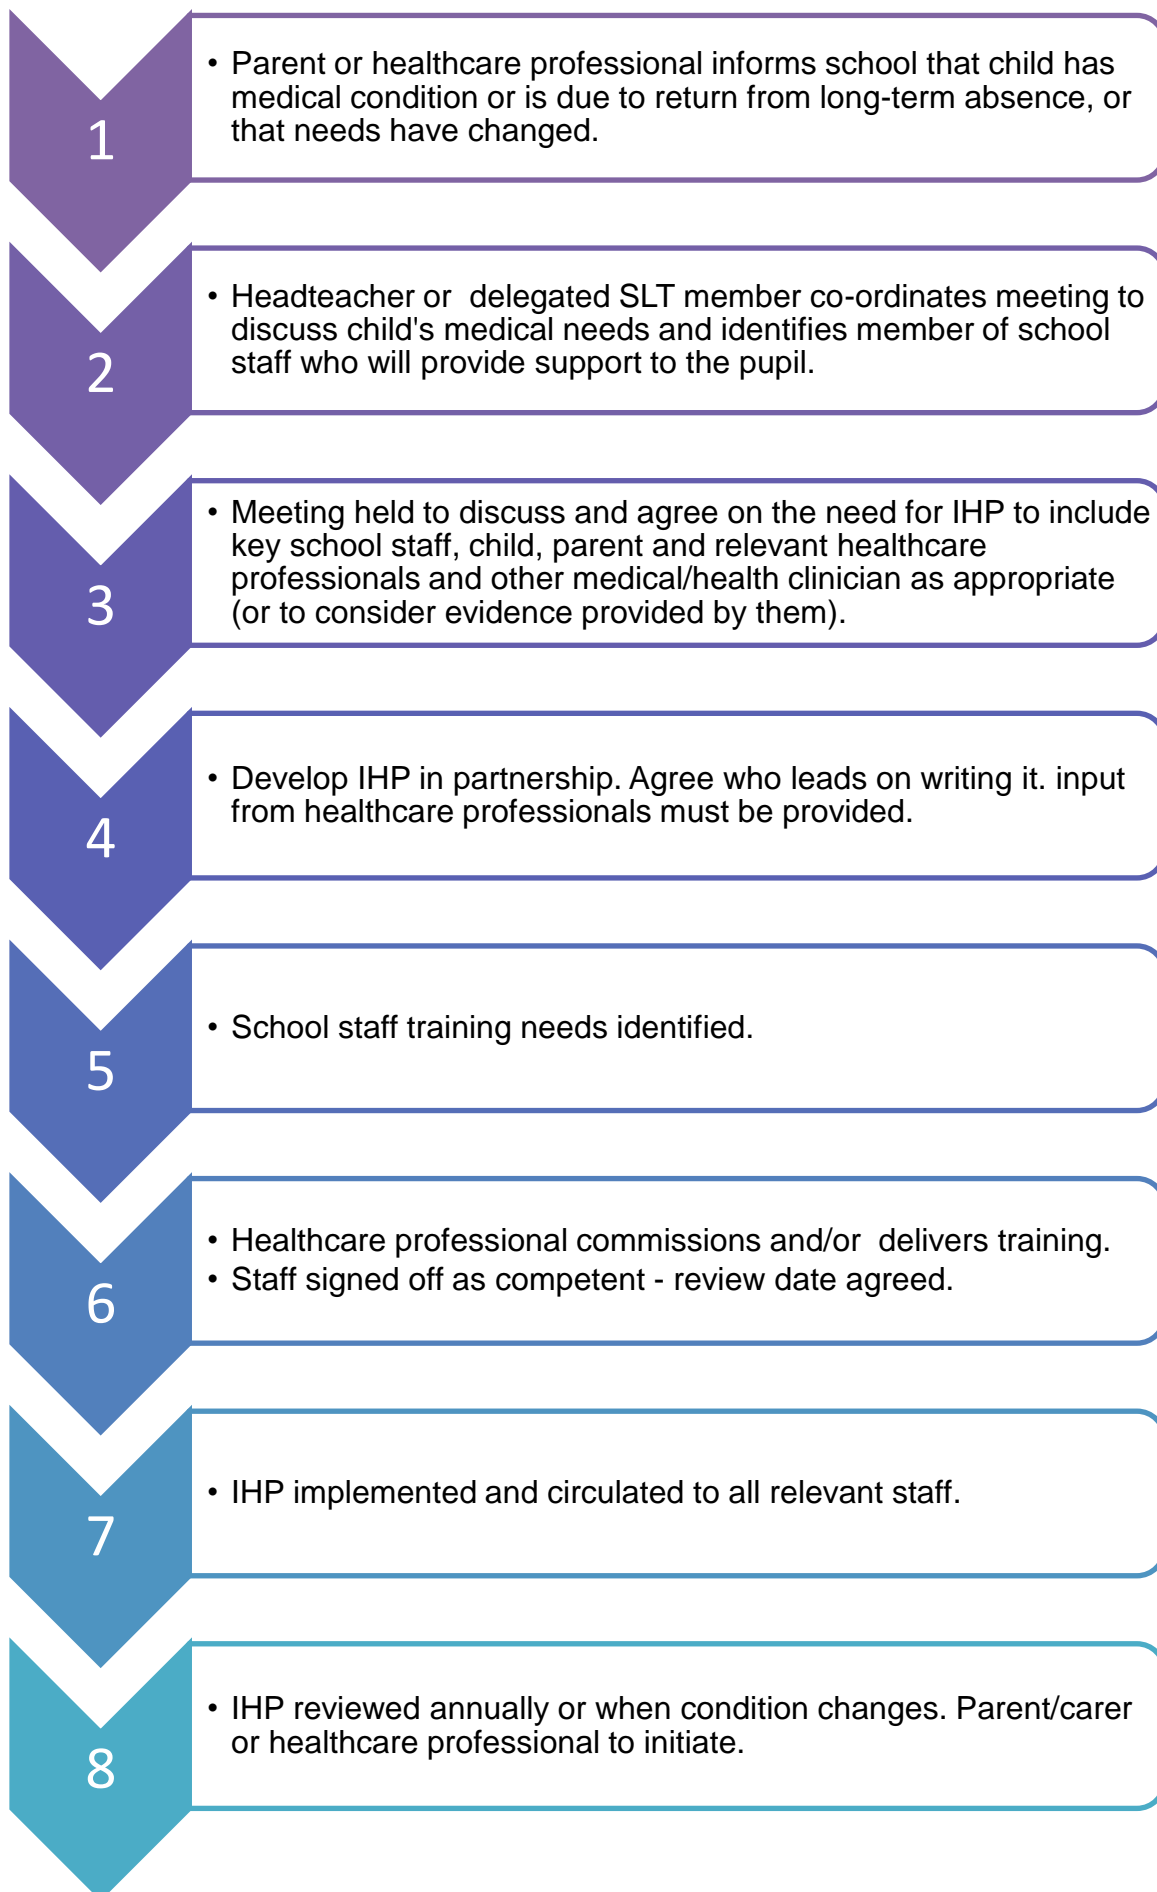 1
• Parent or healthcare professional informs school that child has
medical condition or is due to return from long-term absence, or
that needs have changed.
2
• Headteacher or  delegated SLT member co-ordinates meeting to
discuss child's medical needs and identifies member of school
staff who will provide support to the pupil.
3
• Meeting held to discuss and agree on the need for IHP to include
key school staff, child, parent and relevant healthcare
professionals and other medical/health clinician as appropriate
(or to consider evidence provided by them).
4
• Develop IHP in partnership. Agree who leads on writing it. input
from healthcare professionals must be provided.
5
• School staff training needs identified.
6
• Healthcare professional commissions and/or  delivers training.
• Staff signed off as competent - review date agreed.
7
• IHP implemented and circulated to all relevant staff.
8
• IHP reviewed annually or when condition changes. Parent/carer
or healthcare professional to initiate.